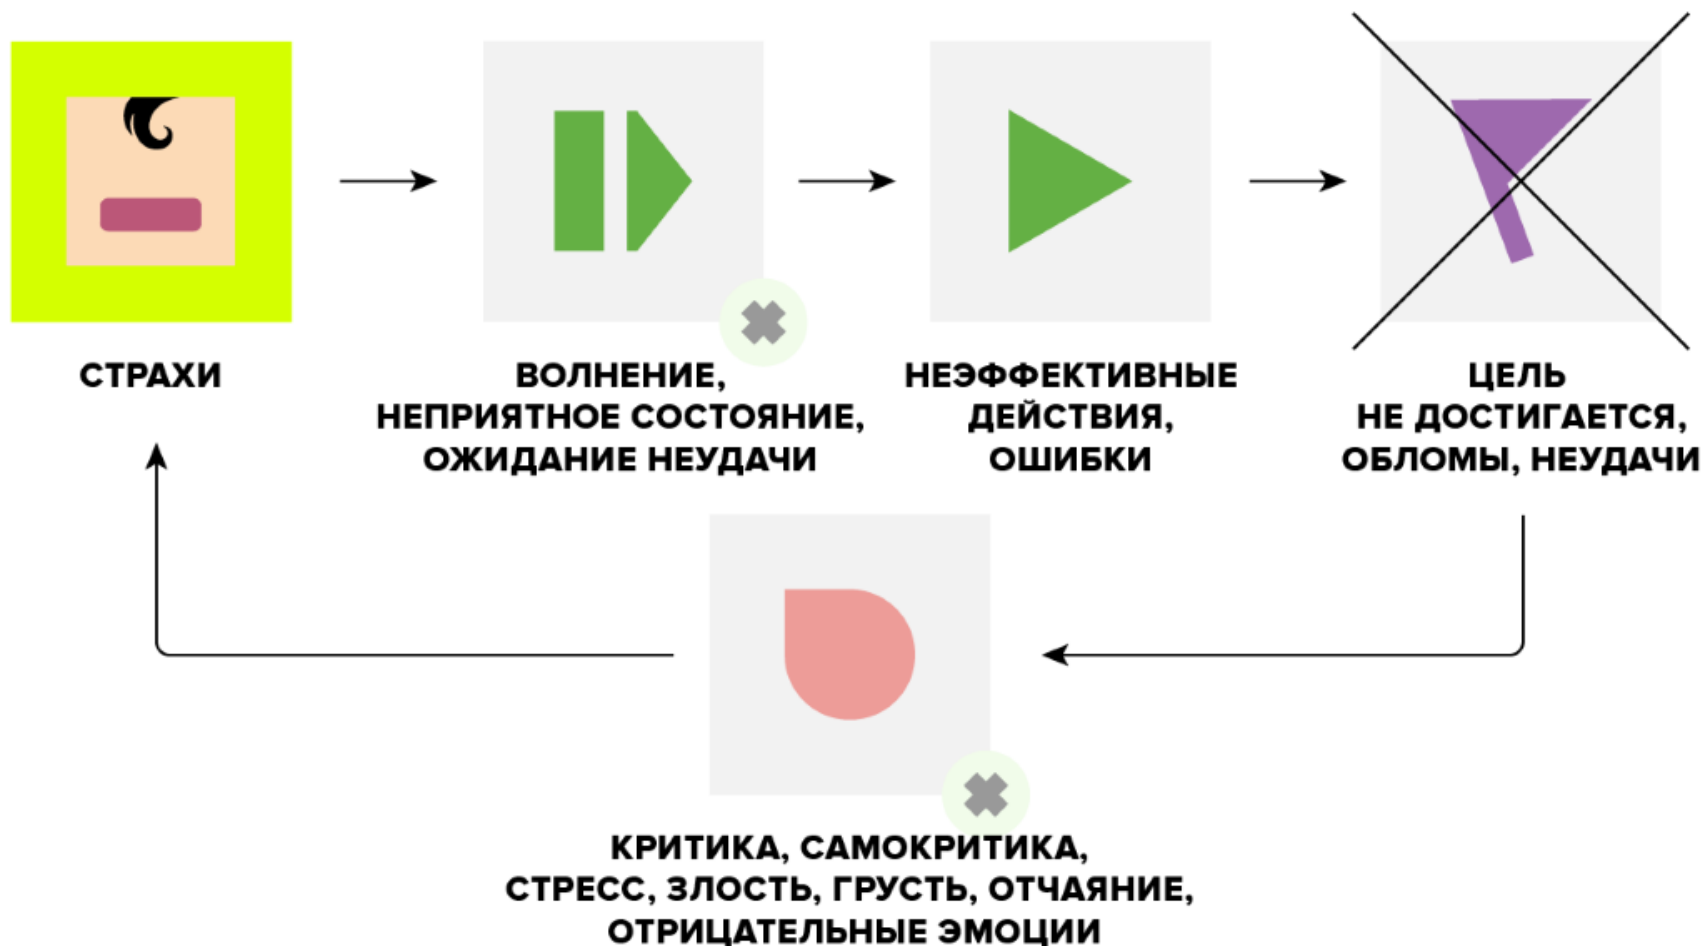 СТРАХИ
ВОЛНЕНИЕ,
НЕПРИЯТНОЕ СОСТОЯНИЕ,
ОЖИДАНИЕ НЕУДАЧИ
НЕЭФФЕКТИВНЫЕ
ДЕЙСТВИЯ,
ОШИБКИ
ЦЕЛЬ
НЕ ДОСТИГАЕТСЯ,
ОБЛОМЫ, НЕУДАЧИ
КРИТИКА, САМОКРИТИКА,
СТРЕСС, ЗЛОСТЬ, ГРУСТЬ, ОТЧАЯНИЕ,
ОТРИЦАТЕЛЬНЫЕ ЭМОЦИИ